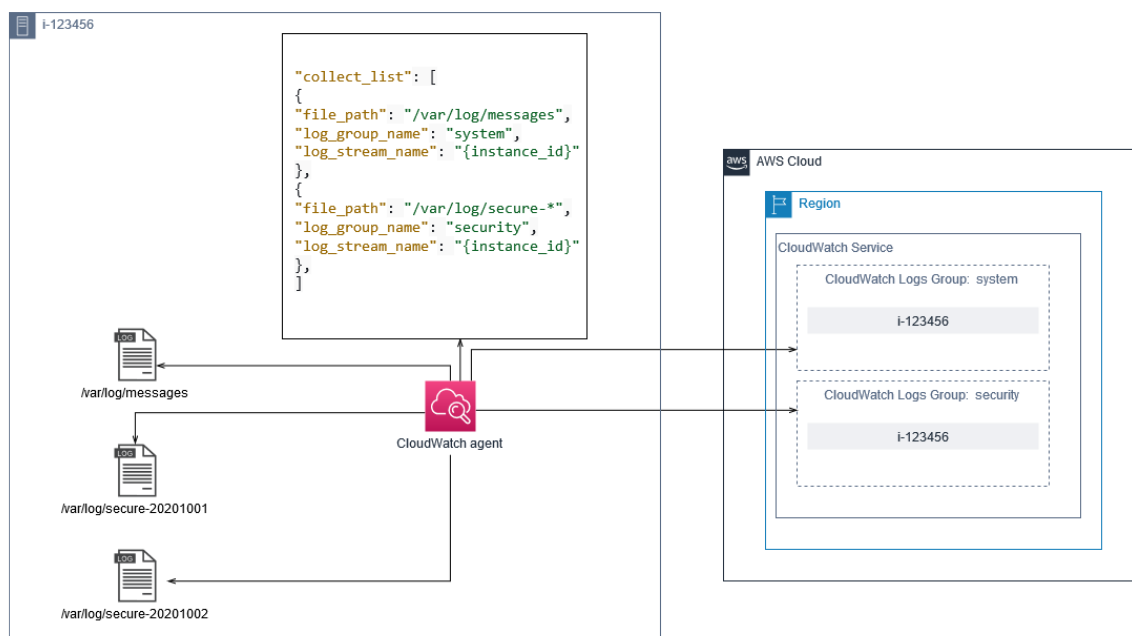 i-123456
"collect_list": [
{
"file_path": "/var/log/messages",
"log_group_name": "system",
"log_stream_name": "{instance_id}"
},
{
"file_path": "/var/log/secure-*",
"log_group_name": "security",
"log_stream_name": "{instance_id}"
},
]
LOG
/var/log/messages
LOG
/var/log/secure-20201001
LOG
/var/log/secure-20201002
CloudWatch agent
aws
AWS Cloud
Region
CloudWatch Service
CloudWatch Logs Group: system
i-123456
CloudWatch Logs Group: security
i-123456